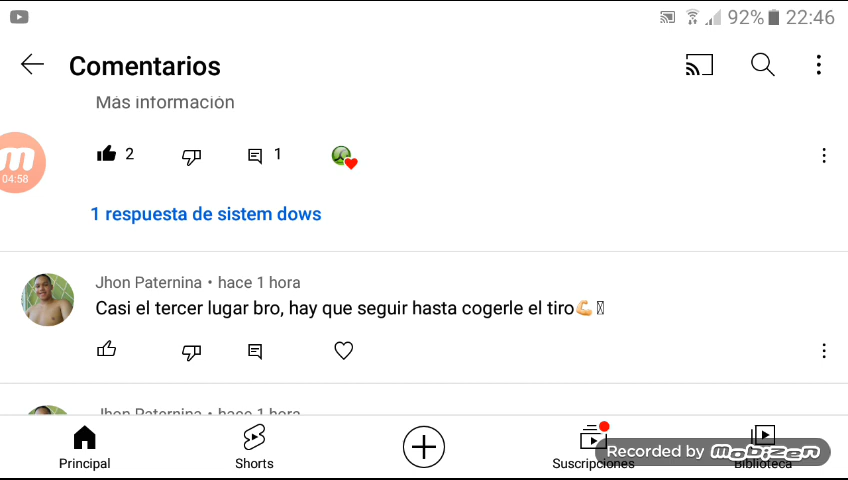 92% 22:46
Comentarios
Más información
04:58
2
1
1 respuesta de sistem dows
Jhon Paternina • hace 1 hora
Casi el tercer lugar bro, hay que seguir hasta cogerle el tiro💪
Jhon Paternina • hace 1 hora
Principal
Shorts
Suscripciones
Biblioteca
Recorded by mobizen